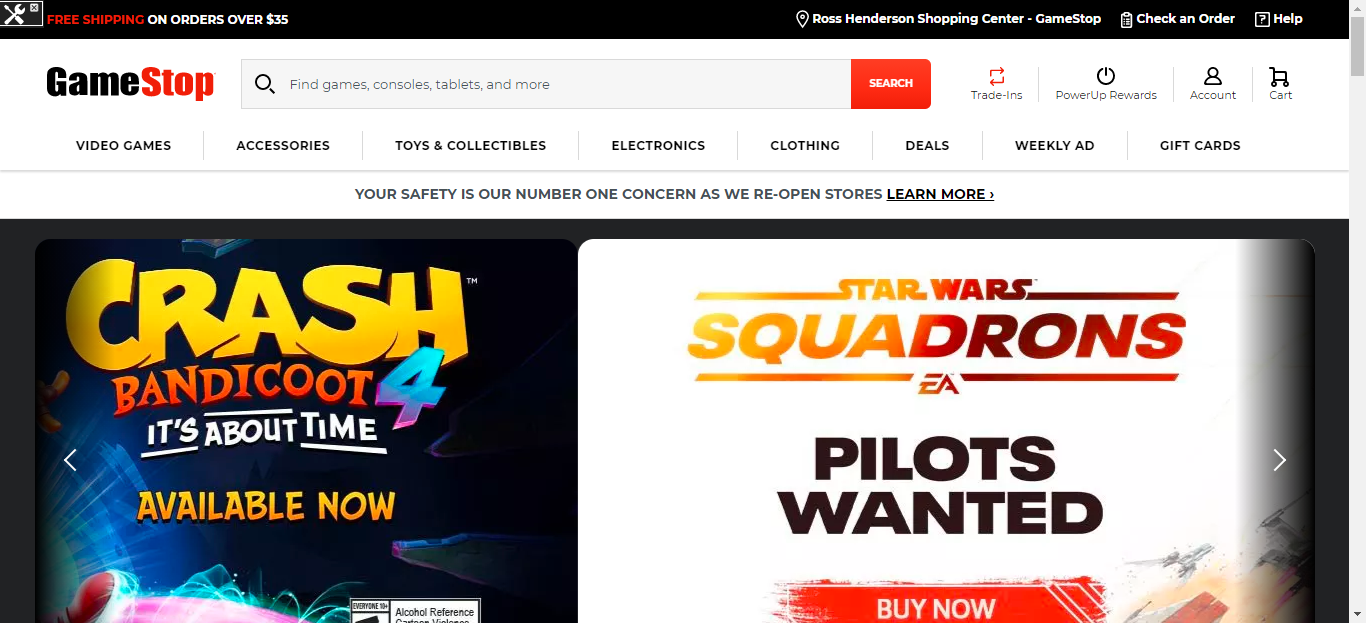 FREE SHIPPING ON ORDERS OVER $35
Ross Henderson Shopping Center - GameStop
Check an Order
Help
GameStop
Find games, consoles, tablets, and more
SEARCH
Trade-Ins
PowerUp Rewards
Account
Cart
VIDEO GAMES
ACCESSORIES
TOYS & COLLECTIBLES
ELECTRONICS
CLOTHING
DEALS
WEEKLY AD
GIFT CARDS
YOUR SAFETY IS OUR NUMBER ONE CONCERN AS WE RE-OPEN STORES LEARN MORE ›
CRASH™
BANDICOOT 4
IT'S ABOUT TIME
AVAILABLE NOW
EVERYONE 10+
Alcohol Reference
Cartoon Violence
STAR WARS™
SQUADRONS
EA
PILOTS
WANTED
BUY NOW